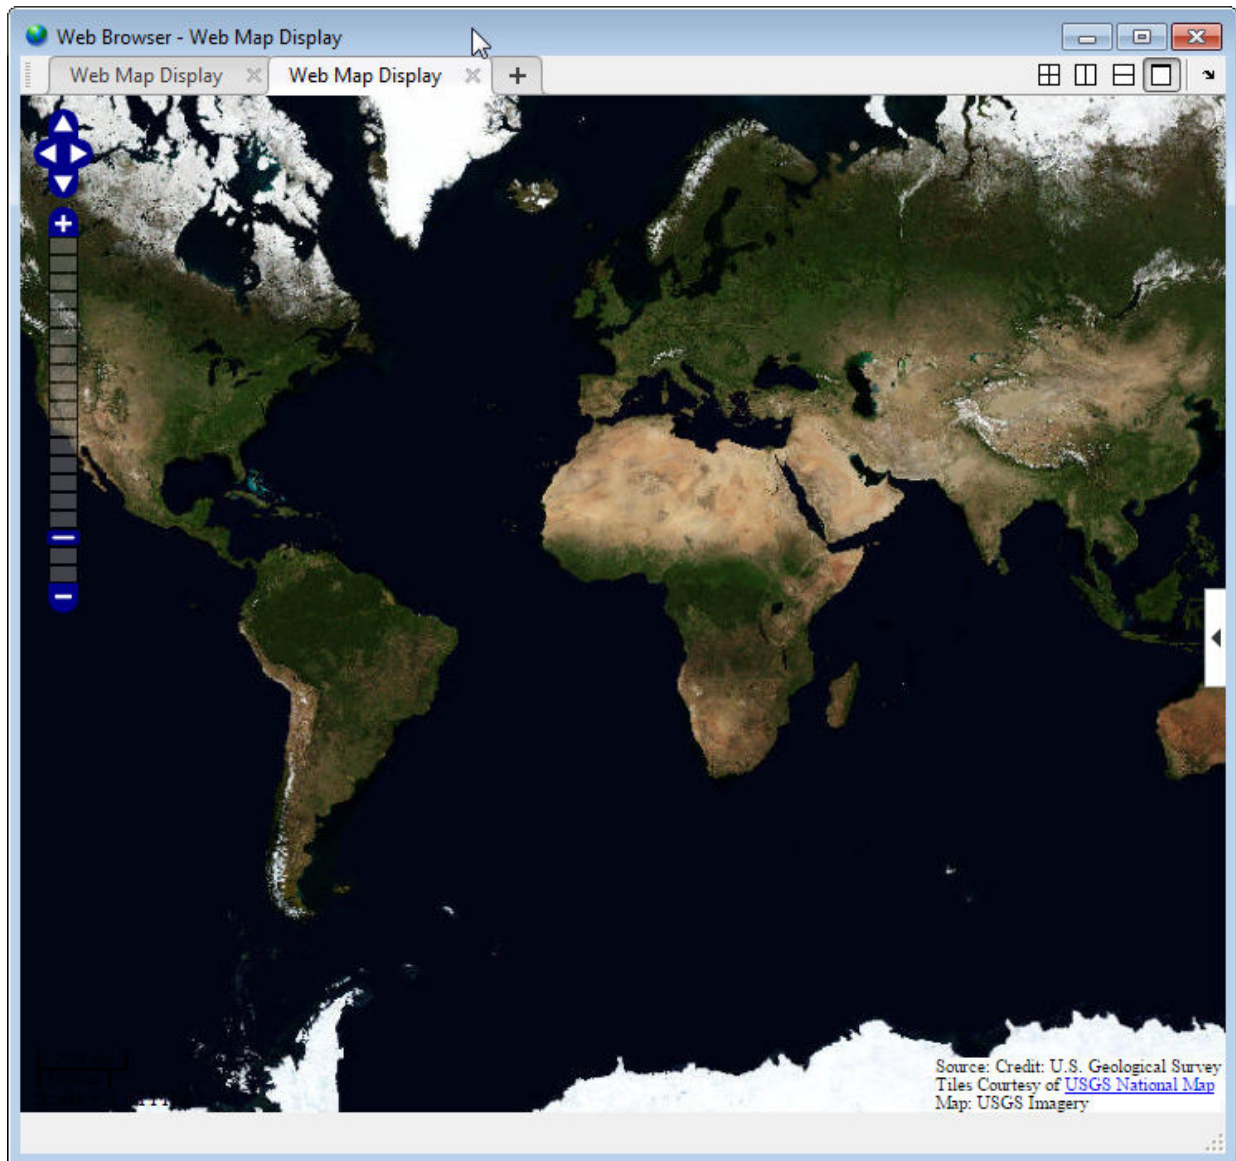 Web Browser - Web Map Display
Web Map Display
Web Map Display
Source: Credit: U.S. Geological Survey
Tiles Courtesy of USGS National Map
Map: USGS Imagery